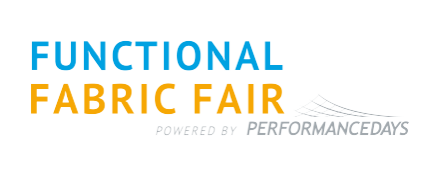 FUNCTIONAL
FABRIC FAIR
POWERED BY PERFORMANCEDAYS